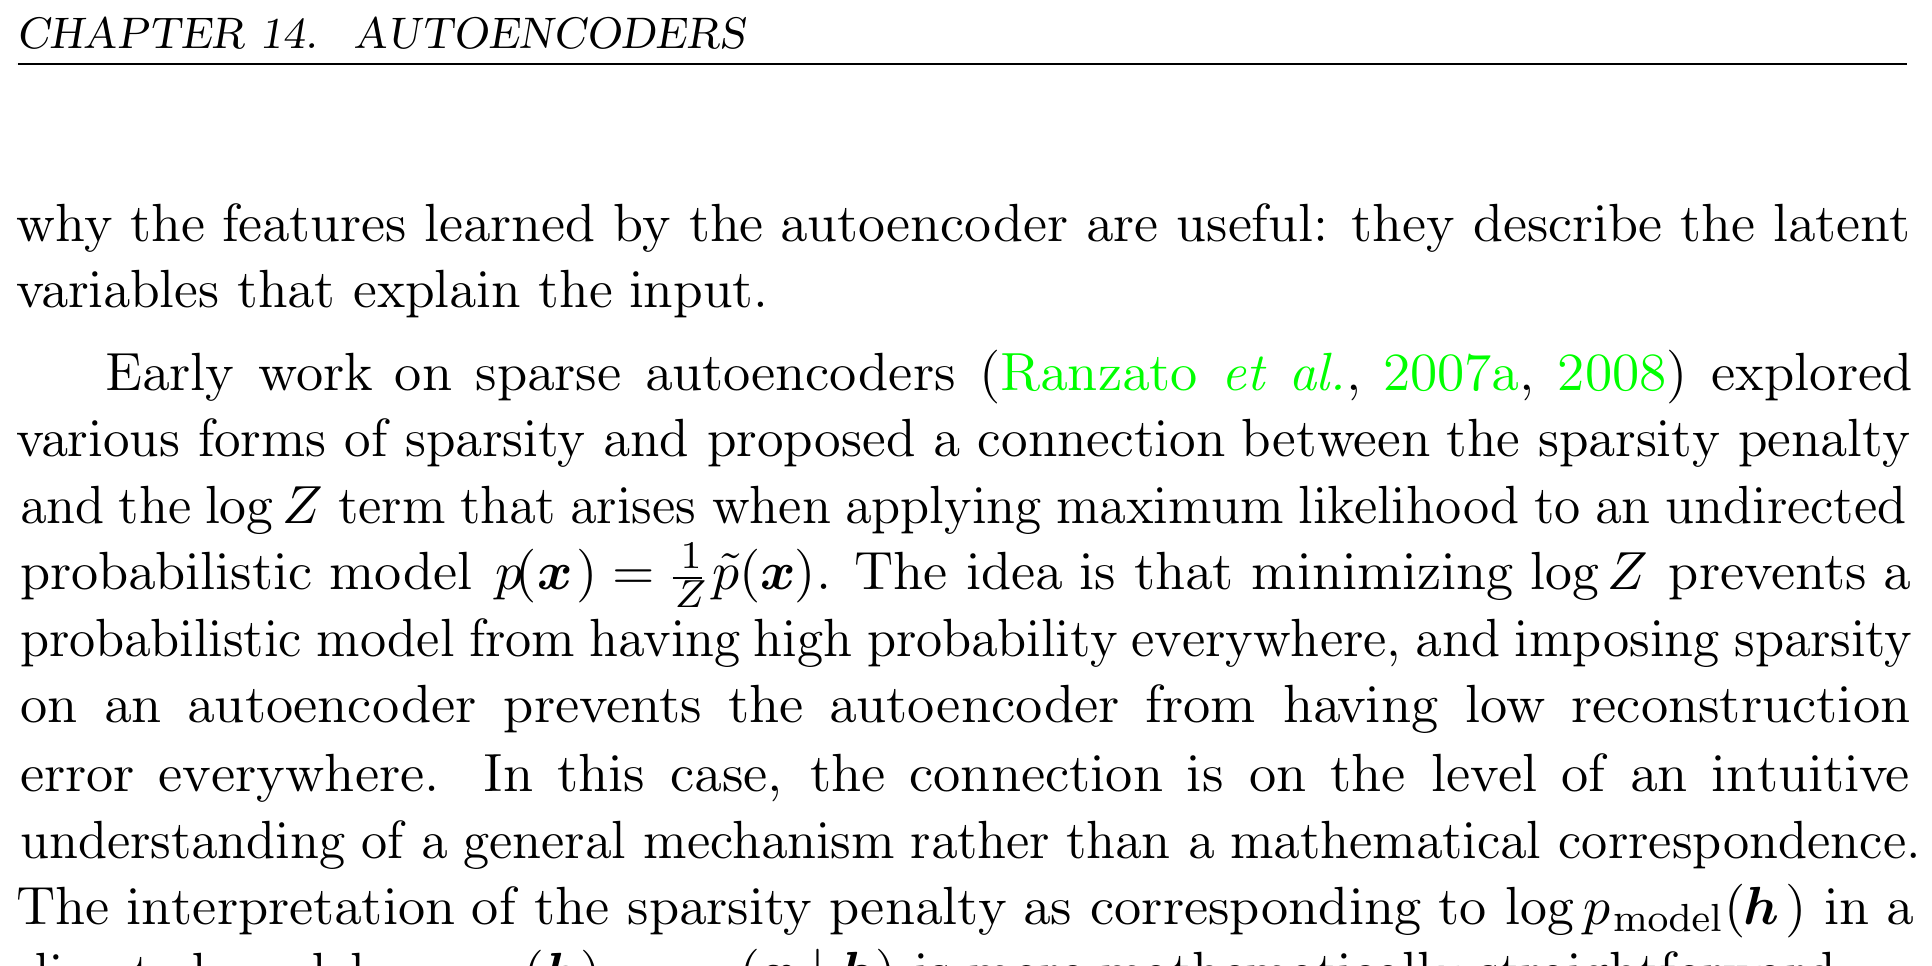 CHAPTER 14. AUTOENCODERS
why the features learned by the autoencoder are useful: they describe the latent
variables that explain the input.
Early work on sparse autoencoders (Ranzato et al., 2007a, 2008) explored
various forms of sparsity and proposed a connection between the sparsity penalty
and the log Z term that arises when applying maximum likelihood to an undirected
probabilistic model p(x) = 1/Z p̃(x). The idea is that minimizing log Z prevents a
probabilistic model from having high probability everywhere, and imposing sparsity
on an autoencoder prevents the autoencoder from having low reconstruction
error everywhere. In this case, the connection is on the level of an intuitive
understanding of a general mechanism rather than a mathematical correspondence.
The interpretation of the sparsity penalty as corresponding to log p_model(h) in a
(h) (x | h) is more mathematically straightforward